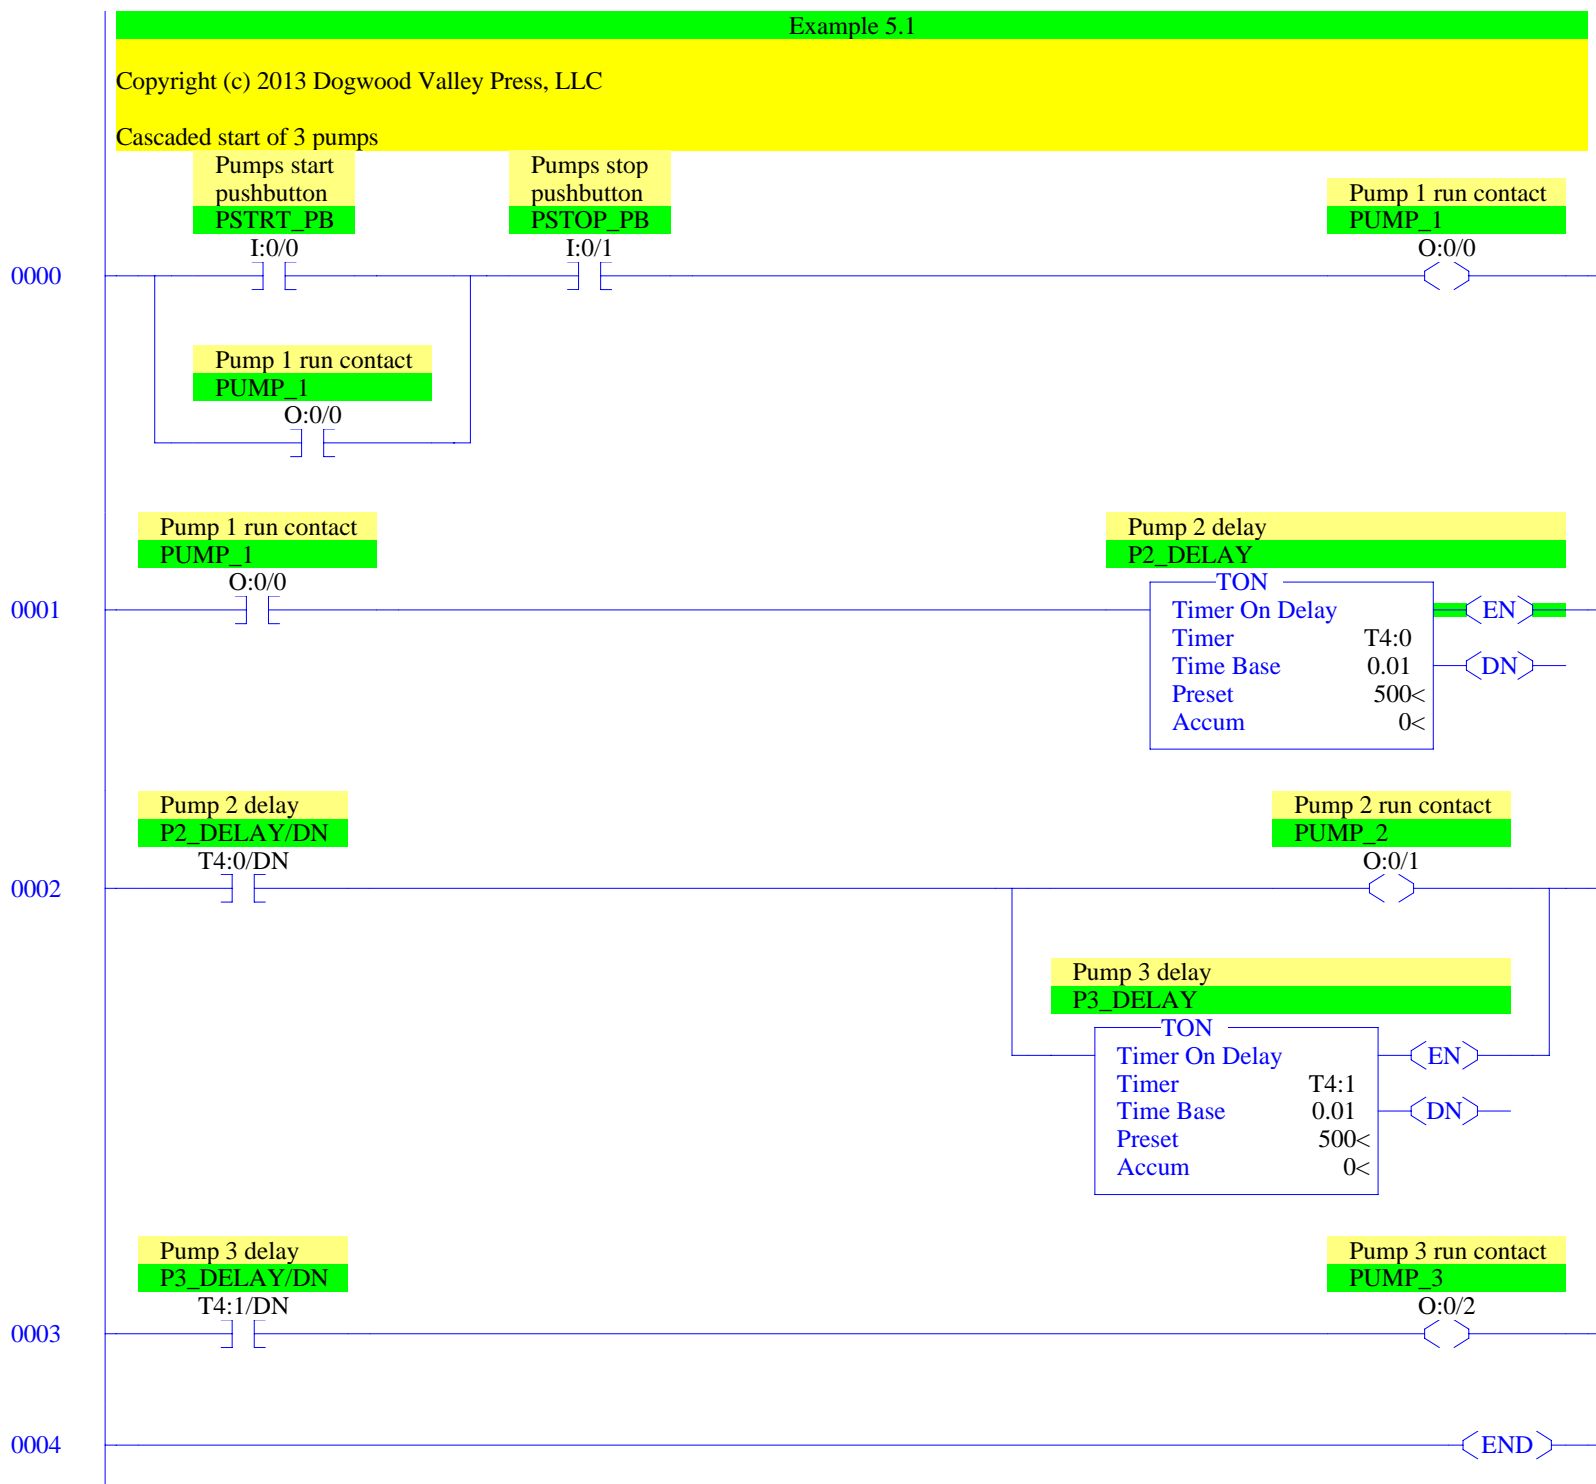 Example 5.1
Copyright (c) 2013 Dogwood Valley Press, LLC
Cascaded start of 3 pumps
Pumps start
pushbutton
PSTRT_PB
I:0/0
Pumps stop
pushbutton
PSTOP_PB
I:0/1
Pump 1 run contact
PUMP_1
O:0/0
0000
Pump 1 run contact
PUMP_1
O:0/0
Pump 1 run contact
PUMP_1
O:0/0
0001
Pump 2 delay
P2_DELAY
TON
Timer On Delay
Timer T4:0
Time Base 0.01
Preset 500<
Accum 0<
EN
DN
Pump 2 delay
P2_DELAY/DN
T4:0/DN
0002
Pump 2 run contact
PUMP_2
O:0/1
Pump 3 delay
P3_DELAY
TON
Timer On Delay
Timer T4:1
Time Base 0.01
Preset 500<
Accum 0<
EN
DN
Pump 3 delay
P3_DELAY/DN
T4:1/DN
0003
Pump 3 run contact
PUMP_3
O:0/2
0004
END